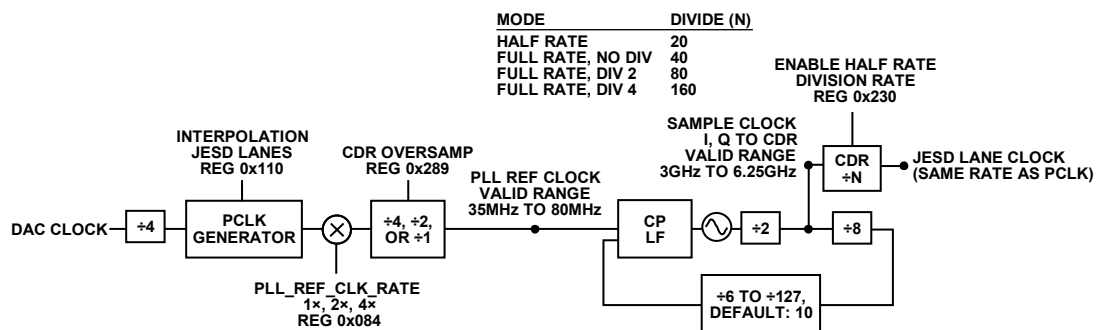 MODE DIVIDE (N)
HALF RATE 20
FULL RATE, NO DIV 40
FULL RATE, DIV 2 80
FULL RATE, DIV 4 160
ENABLE HALF RATE
DIVISION RATE
REG 0x230
INTERPOLATION
JESD LANES
REG 0x110
CDR OVERSAMP
REG 0x289
PLL REF CLOCK
VALID RANGE
35MHz TO 80MHz
SAMPLE CLOCK
I, Q TO CDR
VALID RANGE
3GHz TO 6.25GHz
CDR
÷N
JESD LANE CLOCK
(SAME RATE AS PCLK)
DAC CLOCK
÷4
PCLK
GENERATOR
÷4, ÷2,
OR ÷1
CP
LF
÷2
÷8
PLL_REF_CLK_RATE
1×, 2×, 4×
REG 0x084
÷6 TO ÷127,
DEFAULT: 10